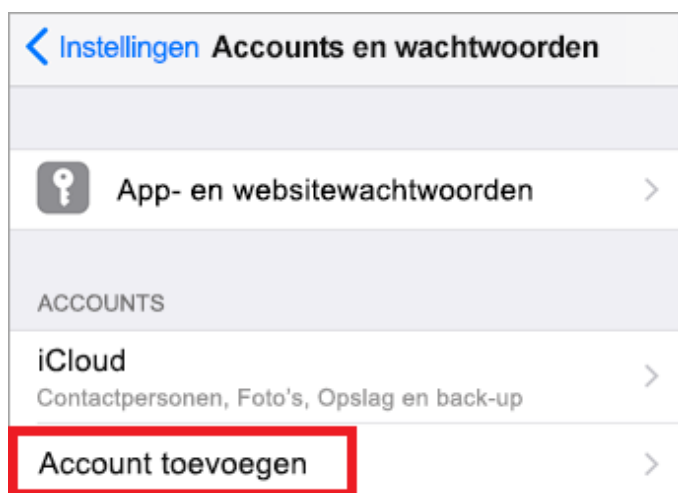 Instellingen Accounts en wachtwoorden
App- en websitewachtwoorden
ACCOUNTS
iCloud
Contactpersonen, Foto's, Opslag en back-up
Account toevoegen